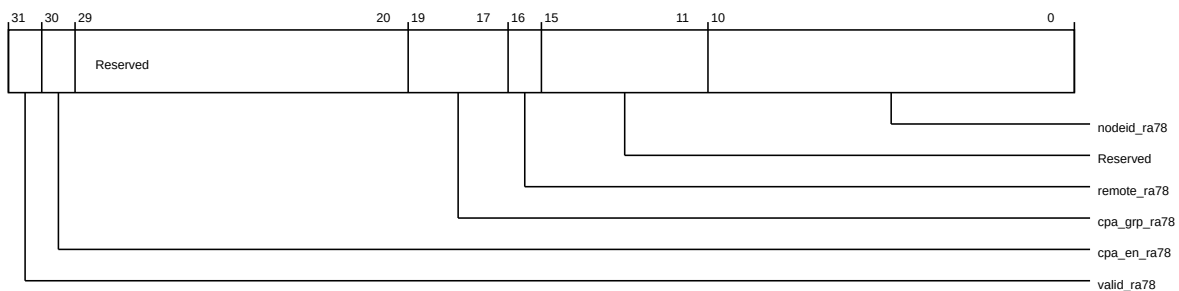 31 30 29 20 19 17 16 15 11 10 0
Reserved
nodeid_ra78
Reserved
remote_ra78
cpa_grp_ra78
cpa_en_ra78
valid_ra78